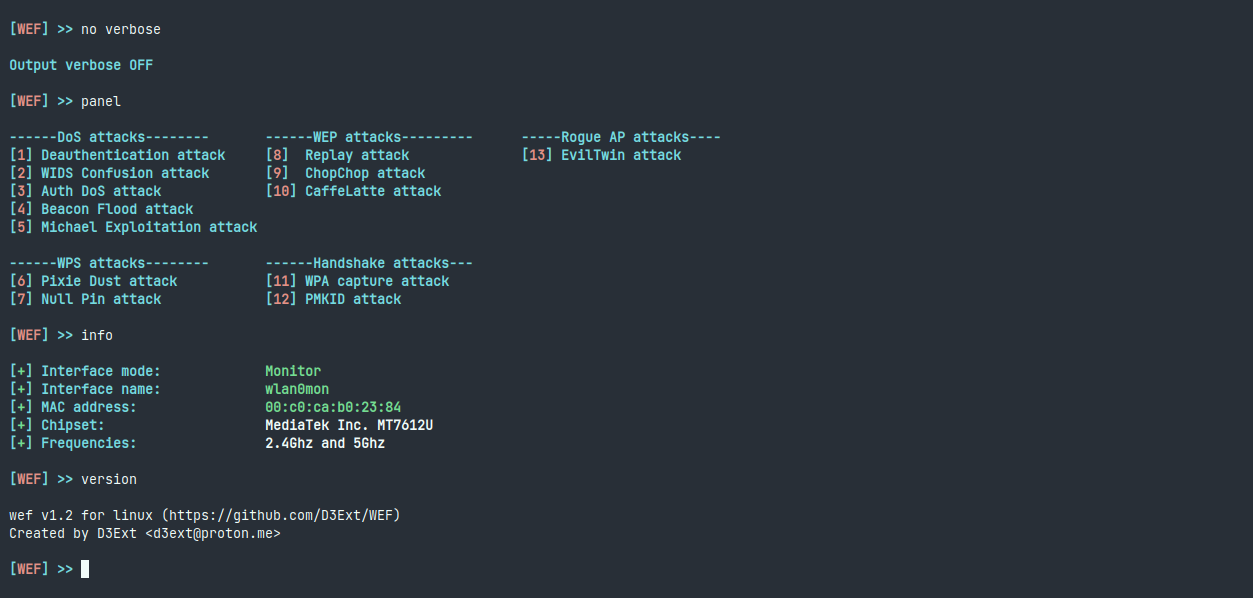 [WEF] >> no verbose
Output verbose OFF
[WEF] >> panel
------DoS attacks-------- ------WEP attacks--------- -----Rogue AP attacks----
[1] Deauthentication attack [8] Replay attack [13] EvilTwin attack
[2] WIDS Confusion attack [9] ChopChop attack
[3] Auth DoS attack [10] CaffeLatte attack
[4] Beacon Flood attack
[5] Michael Exploitation attack
------WPS attacks-------- ------Handshake attacks---
[6] Pixie Dust attack [11] WPA capture attack
[7] Null Pin attack [12] PMKID attack
[WEF] >> info
[+] Interface mode: Monitor
[+] Interface name: wlan0mon
[+] MAC address: 00:c0:ca:b0:23:84
[+] Chipset: MediaTek Inc. MT7612U
[+] Frequencies: 2.4Ghz and 5Ghz
[WEF] >> version
wef v1.2 for linux (https://github.com/D3Ext/WEF)
Created by D3Ext <d3ext@proton.me>
[WEF] >>